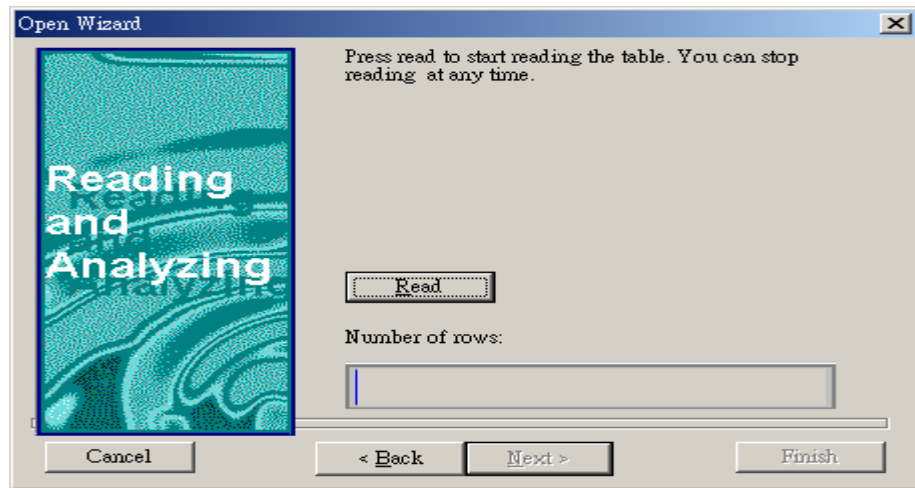 Open Wizard
Press read to start reading the table. You can stop
reading at any time.
Reading
and
Analyzing
Read
Number of rows:
Cancel
< Back
Next >
Finish